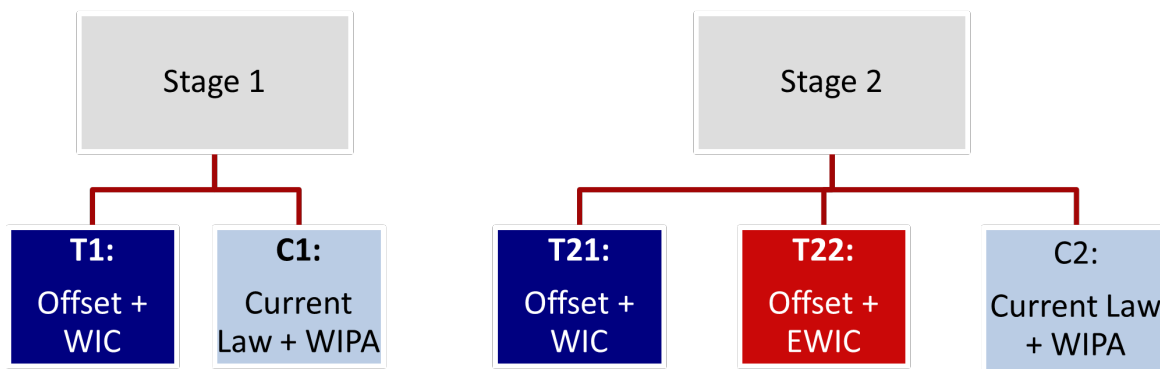 Stage 1
Stage 2
T1:
Offset +
WIC
C1:
Current
Law + WIPA
T21:
Offset +
WIC
T22:
Offset +
EWIC
C2:
Current Law
+ WIPA